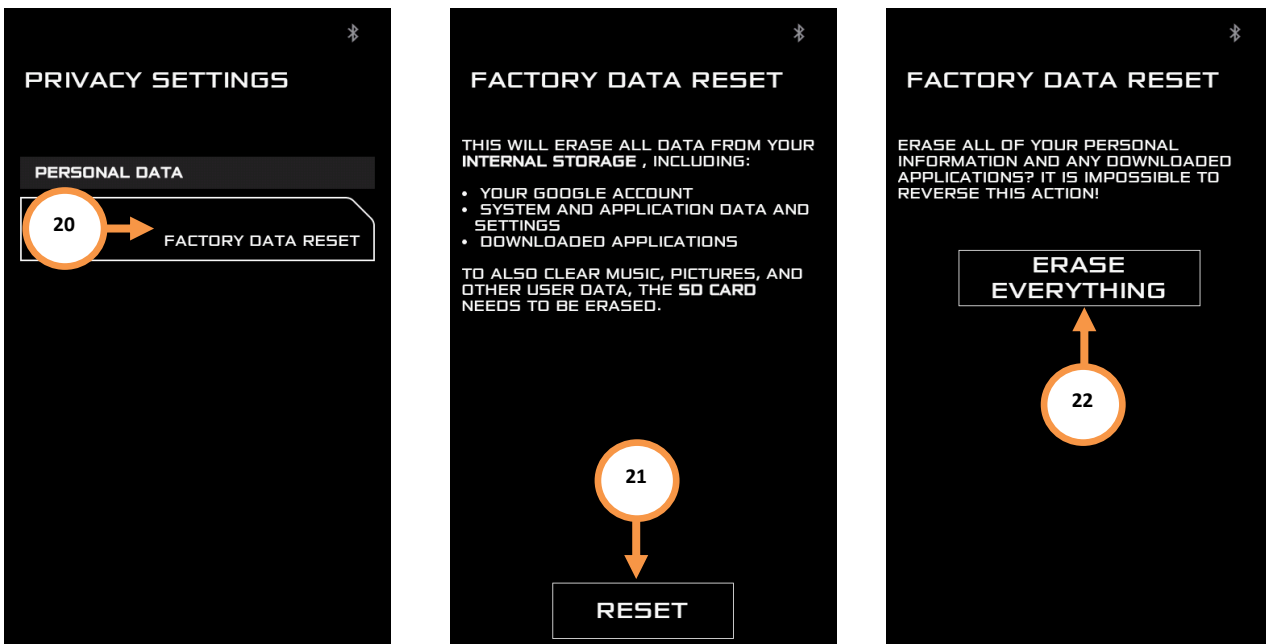 PRIVACY SETTINGS
PERSONAL DATA
20
FACTORY DATA RESET
FACTORY DATA RESET
THIS WILL ERASE ALL DATA FROM YOUR
INTERNAL STORAGE , INCLUDING:
• YOUR GOOGLE ACCOUNT
• SYSTEM AND APPLICATION DATA AND
SETTINGS
• DOWNLOADED APPLICATIONS
TO ALSO CLEAR MUSIC, PICTURES, AND
OTHER USER DATA, THE SD CARD
NEEDS TO BE ERASED.
21
RESET
FACTORY DATA RESET
ERASE ALL OF YOUR PERSONAL
INFORMATION AND ANY DOWNLOADED
APPLICATIONS? IT IS IMPOSSIBLE TO
REVERSE THIS ACTION!
ERASE
EVERYTHING
22